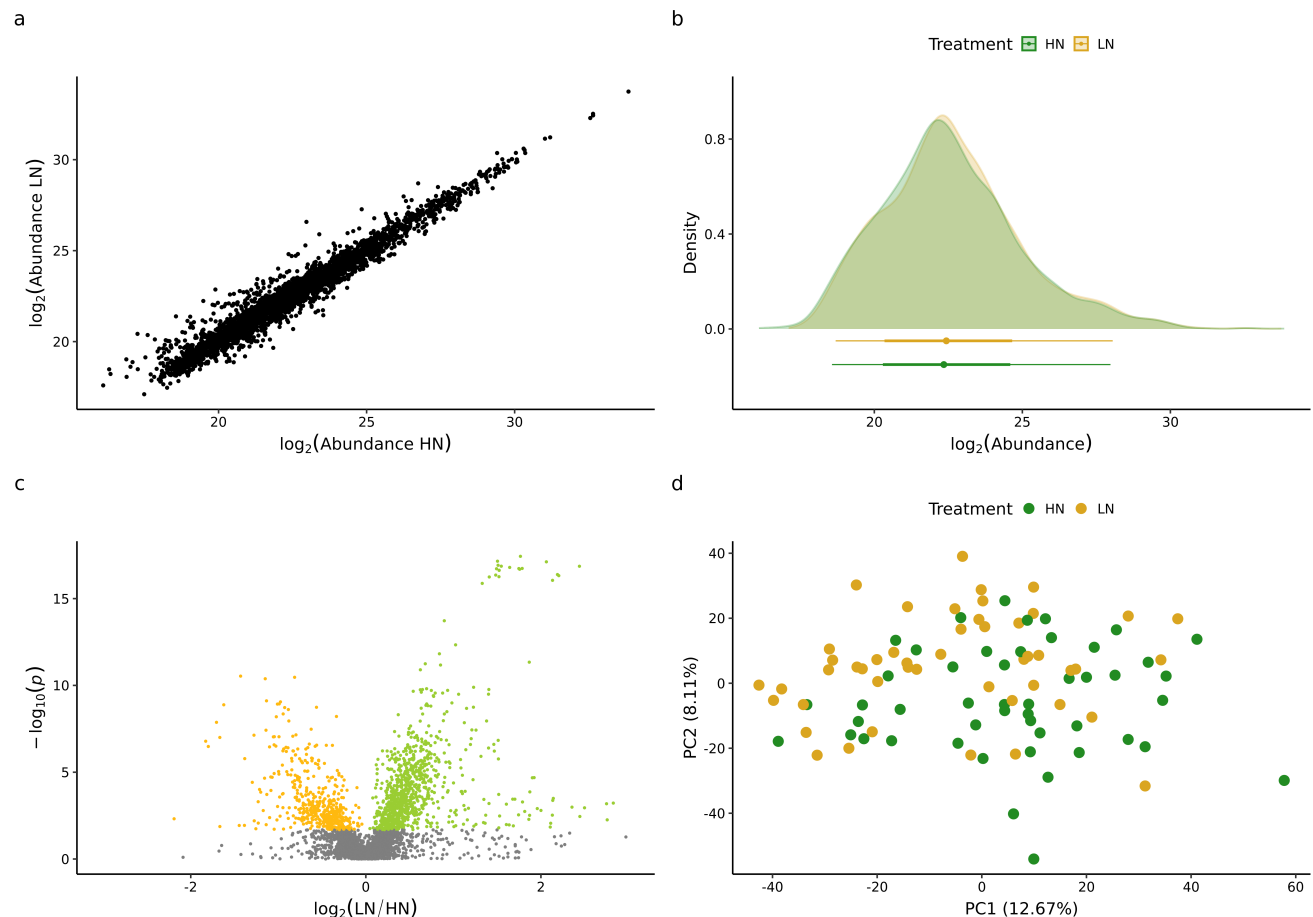 a
30
25
20
log₂(Abundance LN)
20 25 30
log₂(Abundance HN)
b
Treatment HN LN
0.8
0.4
0.0
Density
20 25 30
log₂(Abundance)
c
15
10
5
0
− log₁₀(p)
-2 0 2
log₂(LN/HN)
d
Treatment HN LN
40
20
0
-20
-40
PC2 (8.11%)
-40 -20 0 20 40 60
PC1 (12.67%)